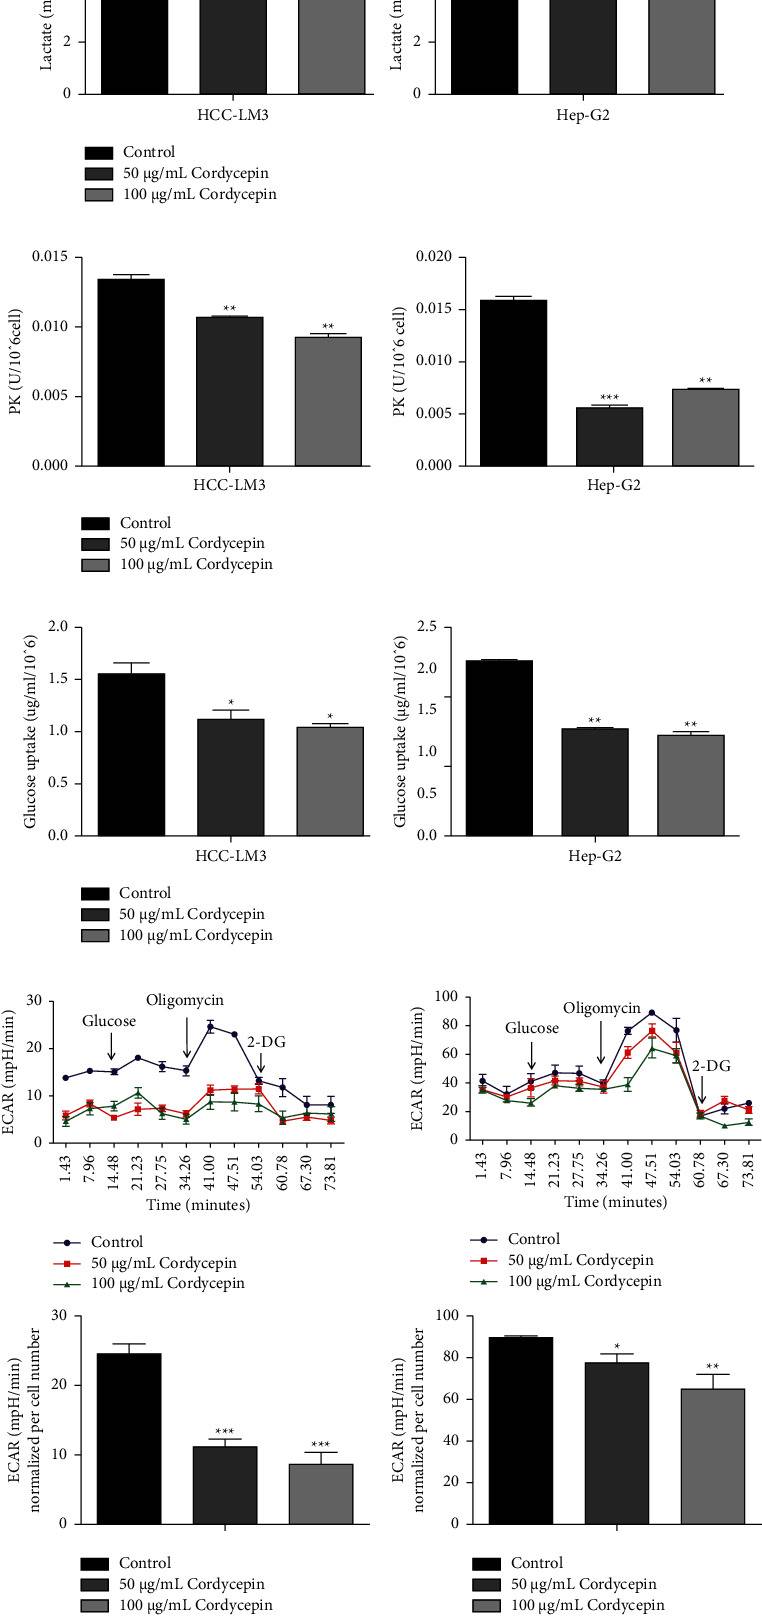 Lactate (m
2
0
HCC-LM3
Lactate (m
2
0
Hep-G2
Control
50 µg/mL Cordycepin
100 µg/mL Cordycepin
PK (U/10^6cell)
0.015
0.010
0.005
0.000
**
**
HCC-LM3
PK (U/10^6 cell)
0.020
0.015
0.010
0.005
0.000
***
**
Hep-G2
Control
50 µg/mL Cordycepin
100 µg/mL Cordycepin
Glucose uptake (ug/ml/10^6)
2.0
1.5
1.0
0.5
0.0
*
*
HCC-LM3
Glucose uptake (µg/ml/10^6)
2.5
2.0
1.5
1.0
0.5
0.0
**
**
Hep-G2
Control
50 µg/mL Cordycepin
100 µg/mL Cordycepin
ECAR (mpH/min)
30
20
10
0
Glucose
Oligomycin
2-DG
1.43 7.96 14.48 21.23 27.75 34.26 41.00 47.51 54.03 60.78 67.30 73.81
Time (minutes)
Control
50 µg/mL Cordycepin
100 µg/mL Cordycepin
ECAR (mpH/min)
100
80
60
40
20
0
Glucose
Oligomycin
2-DG
1.43 7.96 14.48 21.23 27.75 34.26 41.00 47.51 54.03 60.78 67.30 73.81
Time (minutes)
Control
50 µg/mL Cordycepin
100 µg/mL Cordycepin
ECAR (mpH/min)
normalized per cell number
30
20
10
0
***
***
Control
50 µg/mL Cordycepin
100 µg/mL Cordycepin
ECAR (mpH/min)
normalized per cell number
100
80
60
40
20
0
*
**
Control
50 µg/mL Cordycepin
100 µg/mL Cordycepin